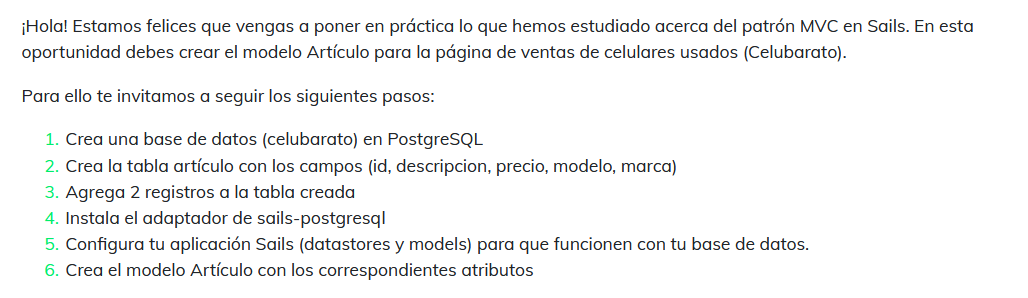 ¡Hola! Estamos felices que vengas a poner en práctica lo que hemos estudiado acerca del patrón MVC en Sails. En esta
oportunidad debes crear el modelo Artículo para la página de ventas de celulares usados (Celubarato).
Para ello te invitamos a seguir los siguientes pasos:
1. Crea una base de datos (celubarato) en PostgreSQL
2. Crea la tabla artículo con los campos (id, descripcion, precio, modelo, marca)
3. Agrega 2 registros a la tabla creada
4. Instala el adaptador de sails-postgresql
5. Configura tu aplicación Sails (datastores y models) para que funcionen con tu base de datos.
6. Crea el modelo Artículo con los correspondientes atributos